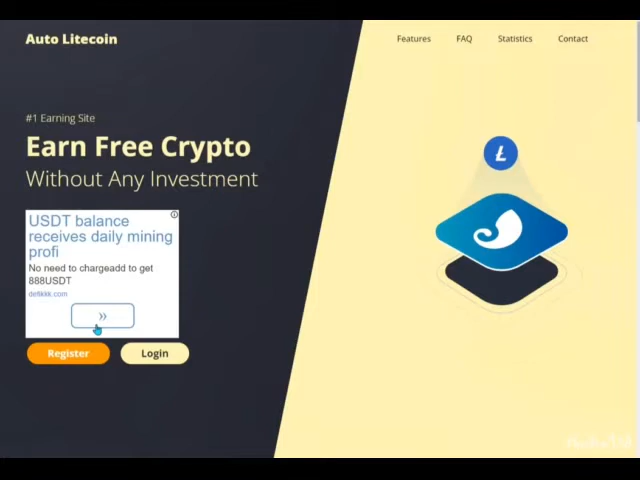 Auto Litecoin
Features FAQ Statistics Contact
#1 Earning Site
Earn Free Crypto
Without Any Investment
USDT balance
receives daily mining
profi
No need to chargeadd to get
888USDT
defikkk.com
Register Login